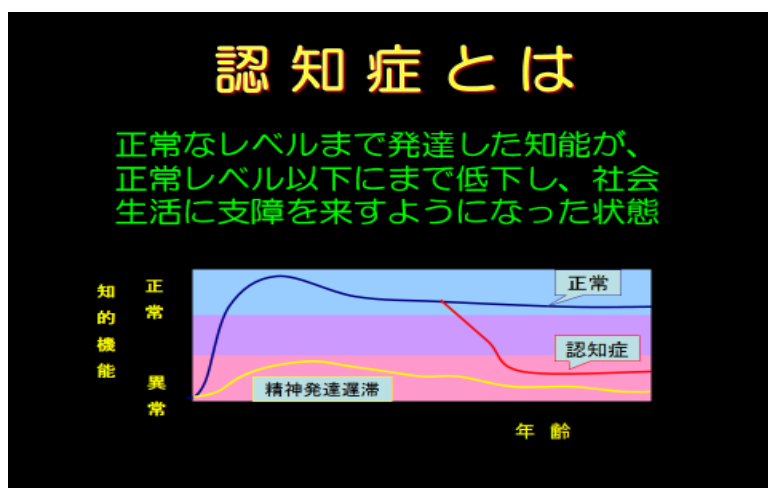 認知症とは
正常なレベルまで発達した知能が、
正常レベル以下にまで低下し、社会
生活に支障を来すようになった状態
知的機能
正常
異常
正常
認知症
精神発達遅滞
年齢